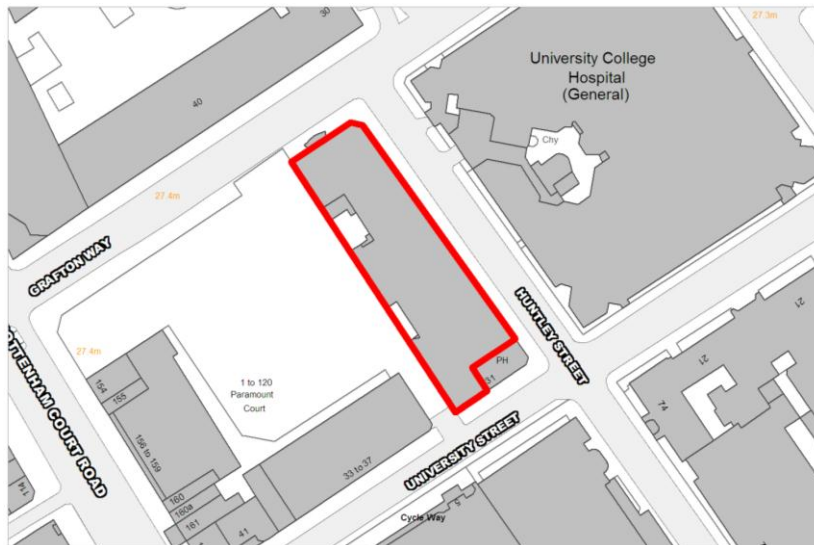 27.3m
30
University College
Hospital
(General)
40
Chy
27.4m
GRAFTON WAY
HUNTLEY STREET
27.4m
154
155
1 to 120
Paramount
Court
PH
31
21
21
74
156 to 159
OTTENHAM COURT ROAD
33 to 37
UNIVERSITY STREET
114
160
160a
161
41
5
Cycle Way